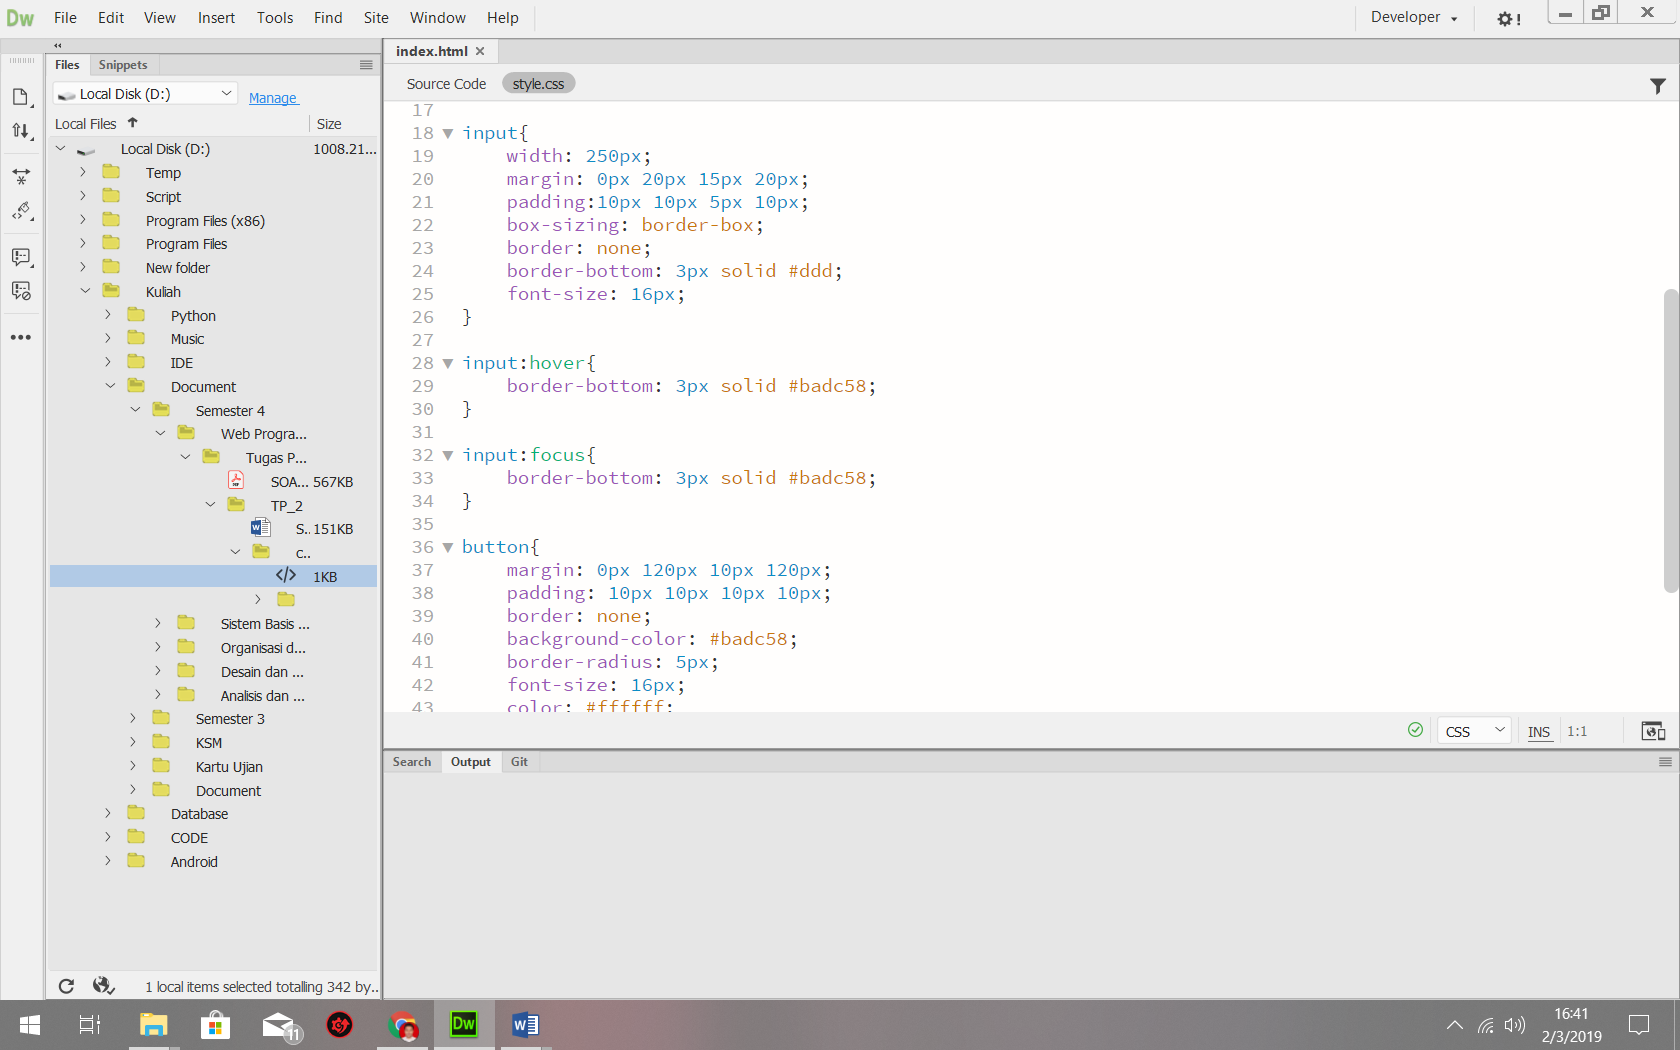 Dw File Edit View Insert Tools Find Site Window Help Developer
Files Snippets
Local Disk (D:) Manage
Local Files Size
Local Disk (D:) 1008.21...
Temp
Script
Program Files (x86)
Program Files
New folder
Kuliah
Python
Music
IDE
Document
Semester 4
Web Progra...
Tugas P...
SOA... 567KB
TP_2
S.. 151KB
c..
1KB
Sistem Basis ...
Organisasi d...
Desain dan ...
Analisis dan ...
Semester 3
KSM
Kartu Ujian
Document
Database
CODE
Android
1 local items selected totalling 342 by..
index.html
Source Code style.css
17
18 input{
19 width: 250px;
20 margin: 0px 20px 15px 20px;
21 padding:10px 10px 5px 10px;
22 box-sizing: border-box;
23 border: none;
24 border-bottom: 3px solid #ddd;
25 font-size: 16px;
26 }
27
28 input:hover{
29 border-bottom: 3px solid #badc58;
30 }
31
32 input:focus{
33 border-bottom: 3px solid #badc58;
34 }
35
36 button{
37 margin: 0px 120px 10px 120px;
38 padding: 10px 10px 10px 10px;
39 border: none;
40 background-color: #badc58;
41 border-radius: 5px;
42 font-size: 16px;
43 color: #ffffff;
CSS INS 1:1
Search Output Git
11
Dw
16:41
2/3/2019